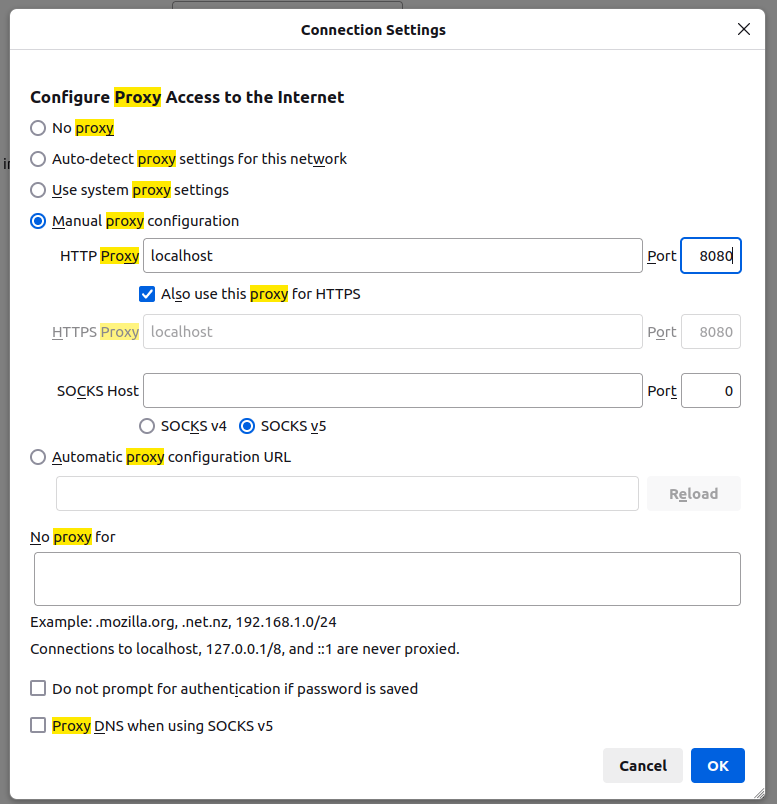 Connection Settings
Configure Proxy Access to the Internet
No proxy
Auto-detect proxy settings for this network
Use system proxy settings
Manual proxy configuration
HTTP Proxy localhost Port 8080
Also use this proxy for HTTPS
HTTPS Proxy localhost Port 8080
SOCKS Host Port 0
SOCKS v4 SOCKS v5
Automatic proxy configuration URL
Reload
No proxy for
Example: .mozilla.org, .net.nz, 192.168.1.0/24
Connections to localhost, 127.0.0.1/8, and ::1 are never proxied.
Do not prompt for authentication if password is saved
Proxy DNS when using SOCKS v5
Cancel OK